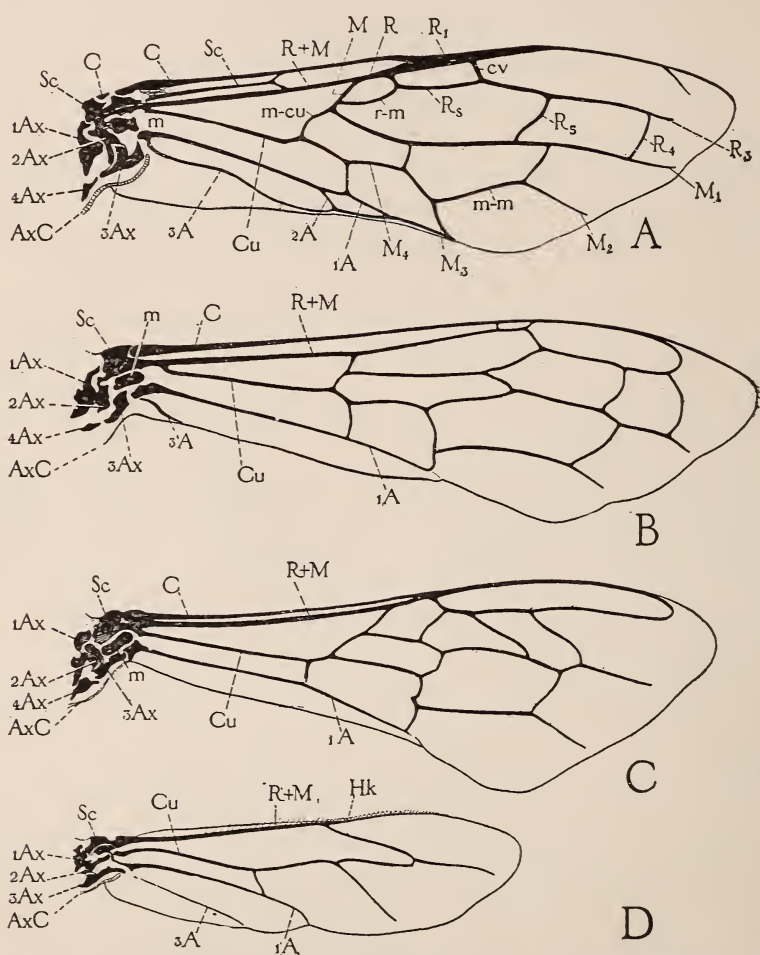 M R R1
C C Sc R+M cv
Sc
m-cu r-m Rs R5 R4 R3
1Ax m
2Ax
4Ax
AxC 3Ax 3A Cu 2A 1A M4 M3 m-m M2 M1 A
R+M
Sc m C
1Ax
2Ax
4Ax
AxC 3Ax 3A Cu 1A B
R+M
Sc C
1Ax
2Ax
4Ax m
AxC 3Ax Cu 1A C
R+M Hk
Sc Cu
1Ax
2Ax
3Ax
AxC 3A 1A D